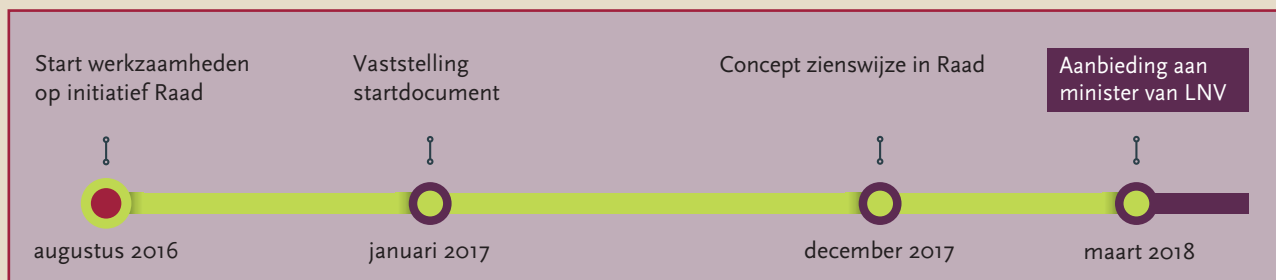 Start werkzaamheden
op initiatief Raad
Vaststelling
startdocument
Concept zienswijze in Raad
Aanbieding aan
minister van LNV
augustus 2016
januari 2017
december 2017
maart 2018